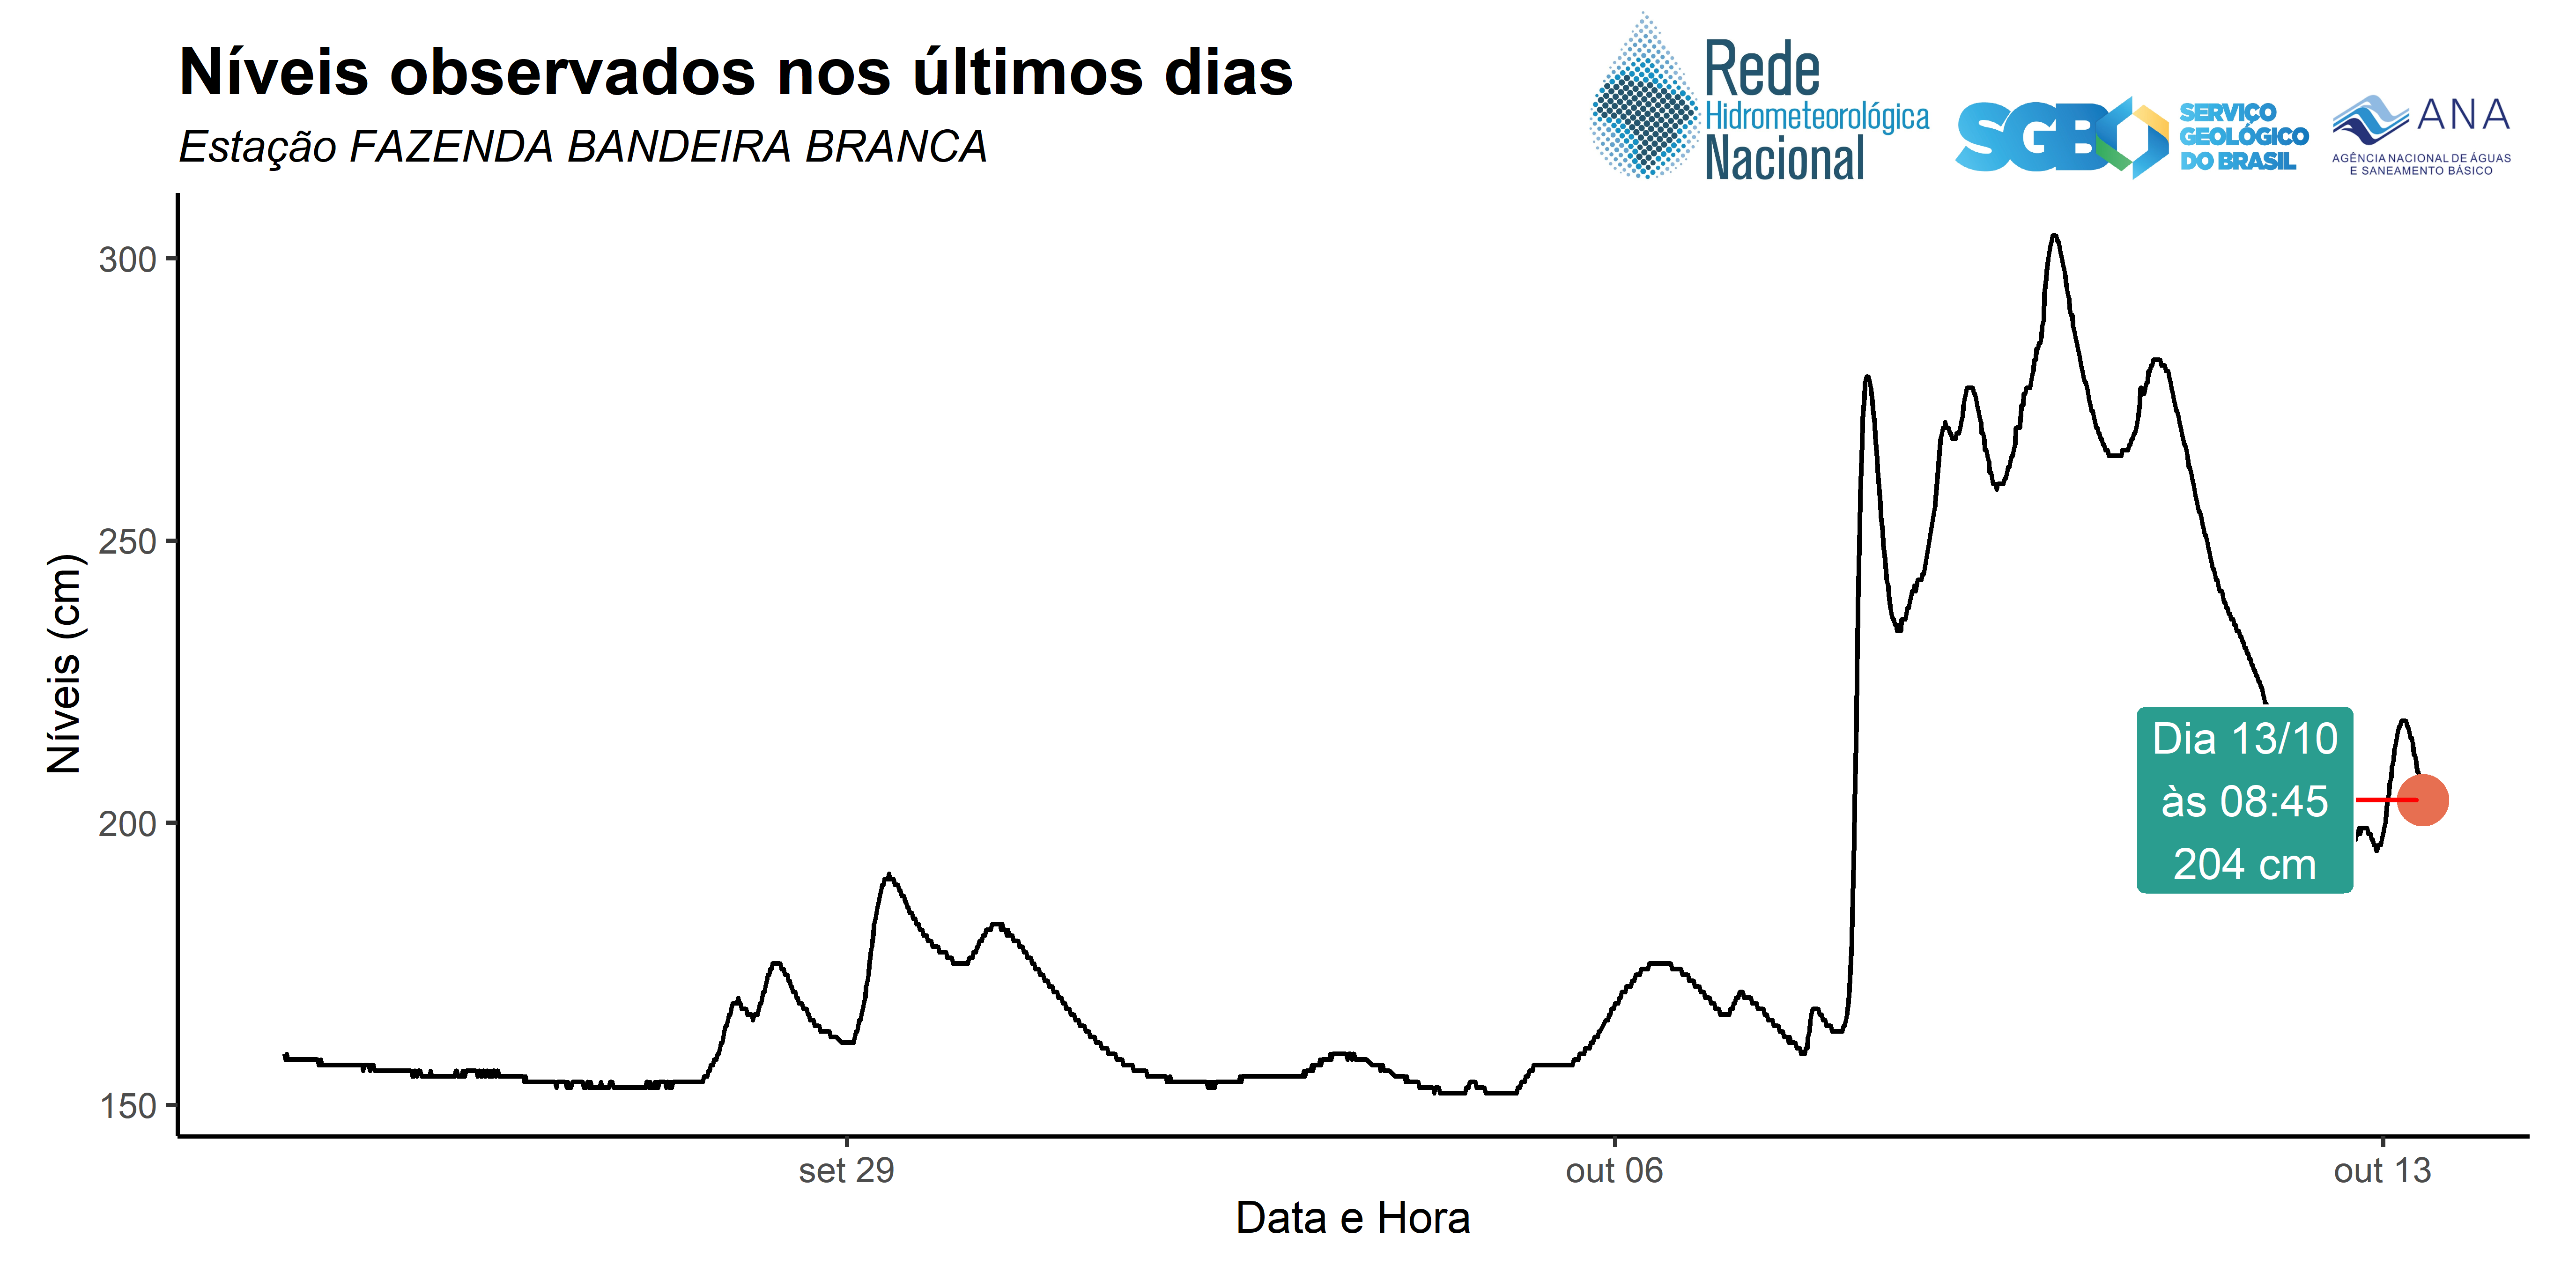 Níveis observados nos últimos dias
Estação FAZENDA BANDEIRA BRANCA
Rede
Hidrometeorológica
Nacional
SGB
SERVIÇO
GEOLÓGICO
DO BRASIL
ANA
AGÊNCIA NACIONAL DE ÁGUAS
E SANEAMENTO BÁSICO
Níveis (cm)
300
250
200
150
Dia 13/10
às 08:45
204 cm
set 29
out 06
out 13
Data e Hora